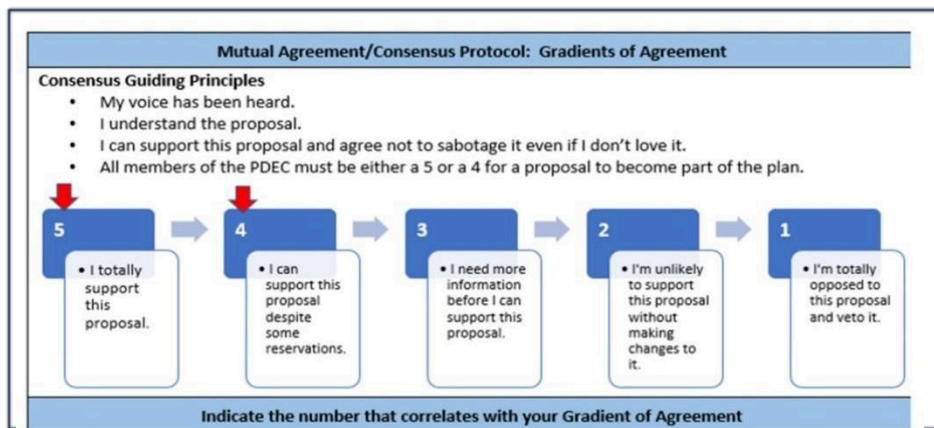 Mutual Agreement/Consensus Protocol: Gradients of Agreement
Consensus Guiding Principles
• My voice has been heard.
• I understand the proposal.
• I can support this proposal and agree not to sabotage it even if I don't love it.
• All members of the PDEC must be either a 5 or a 4 for a proposal to become part of the plan.
5
• I totally
support
this
proposal.
4
• I can
support this
proposal
despite
some
reservations.
3
• I need more
information
before I can
support this
proposal.
2
• I'm unlikely
to support
this proposal
without
making
changes to
it.
1
• I'm totally
opposed to
this proposal
and veto it.
Indicate the number that correlates with your Gradient of Agreement